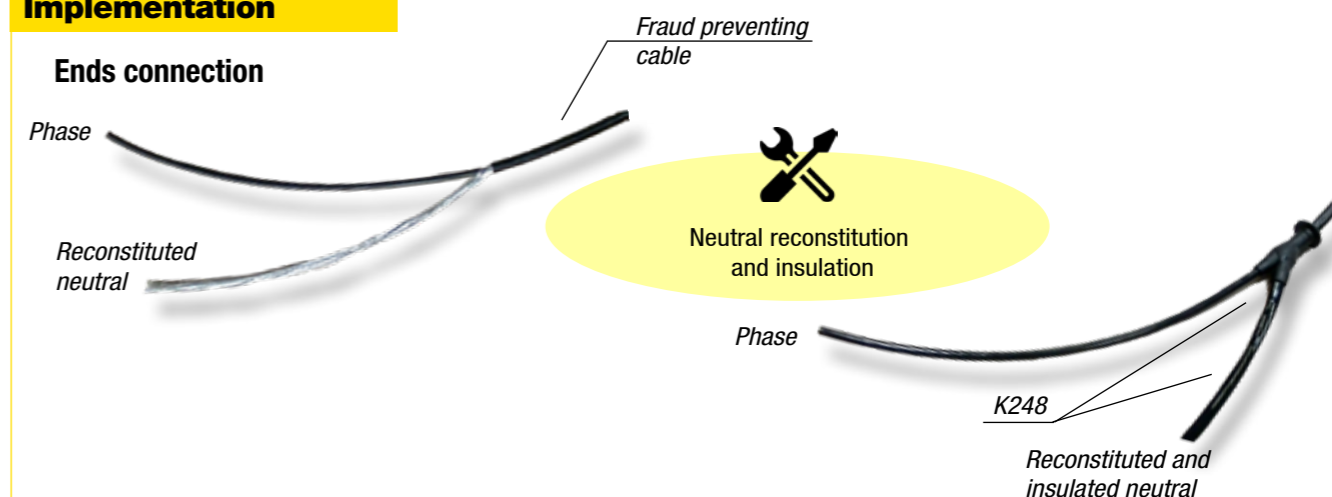 Implementation
Ends connection
Fraud preventing
cable
Phase
Reconstituted
neutral
Neutral reconstitution
and insulation
Phase
K248
Reconstituted and
insulated neutral